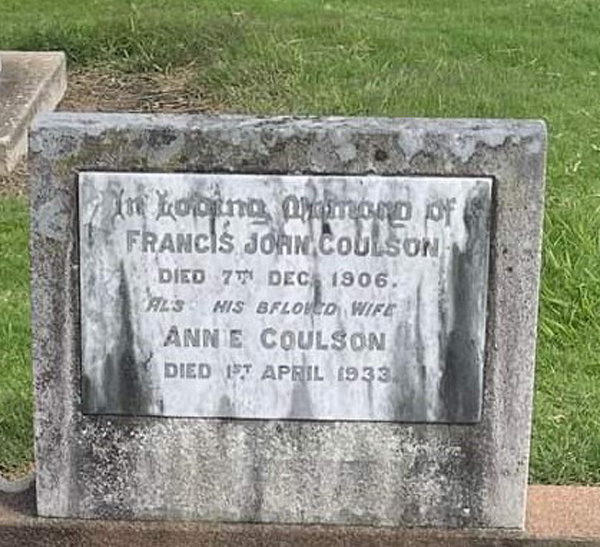 In Loving Memory of
FRANCIS JOHN COULSON
DIED 7TH DEC. 1906.
ALSO HIS BELOVED WIFE
ANNIE COULSON
DIED 1ST APRIL 1933.